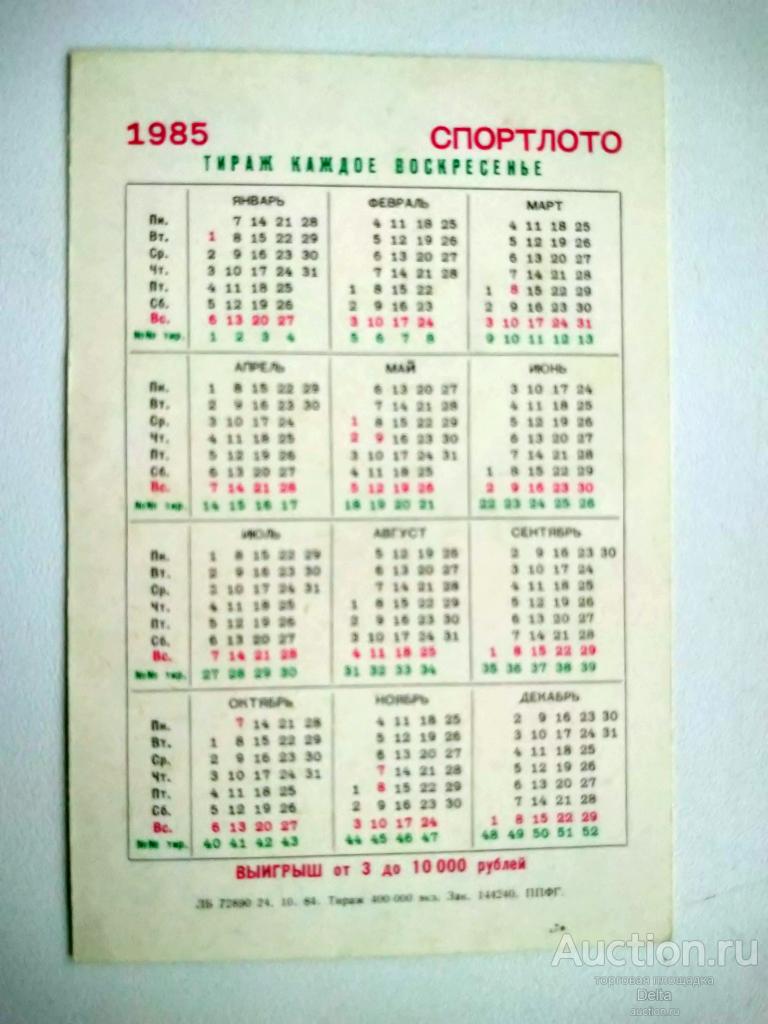 1985 СПОРТЛОТО
ТИРАЖ КАЖДОЕ ВОСКРЕСЕНЬЕ
ЯНВАРЬ ФЕВРАЛЬ МАРТ
Пн. 7 14 21 28 4 11 18 25 4 11 18 25
Вт. 1 8 15 22 29 5 12 19 26 5 12 19 26
Ср. 2 9 16 23 30 6 13 20 27 6 13 20 27
Чт. 3 10 17 24 31 7 14 21 28 7 14 21 28
Пт. 4 11 18 25 1 8 15 22 1 8 15 22 29
Сб. 5 12 19 26 2 9 16 23 2 9 16 23 30
Вс. 6 13 20 27 3 10 17 24 3 10 17 24 31
№№ тир. 1 2 3 4 5 6 7 8 9 10 11 12 13
АПРЕЛЬ МАЙ ИЮНЬ
Пн. 1 8 15 22 29 6 13 20 27 3 10 17 24
Вт. 2 9 16 23 30 7 14 21 28 4 11 18 25
Ср. 3 10 17 24 1 8 15 22 29 5 12 19 26
Чт. 4 11 18 25 2 9 16 23 30 6 13 20 27
Пт. 5 12 19 26 3 10 17 24 31 7 14 21 28
Сб. 6 13 20 27 4 11 18 25 1 8 15 22 29
Вс. 7 14 21 28 5 12 19 26 2 9 16 23 30
№№ тир. 14 15 16 17 18 19 20 21 22 23 24 25 26
ИЮЛЬ АВГУСТ СЕНТЯБРЬ
Пн. 1 8 15 22 29 5 12 19 26 2 9 16 23 30
Вт. 2 9 16 23 30 6 13 20 27 3 10 17 24
Ср. 3 10 17 24 31 7 14 21 28 4 11 18 25
Чт. 4 11 18 25 1 8 15 22 29 5 12 19 26
Пт. 5 12 19 26 2 9 16 23 30 6 13 20 27
Сб. 6 13 20 27 3 10 17 24 31 7 14 21 28
Вс. 7 14 21 28 4 11 18 25 1 8 15 22 29
№№ тир. 27 28 29 30 31 32 33 34 35 36 37 38 39
ОКТЯБРЬ НОЯБРЬ ДЕКАБРЬ
Пн. 7 14 21 28 4 11 18 25 2 9 16 23 30
Вт. 1 8 15 22 29 5 12 19 26 3 10 17 24 31
Ср. 2 9 16 23 30 6 13 20 27 4 11 18 25
Чт. 3 10 17 24 31 7 14 21 28 5 12 19 26
Пт. 4 11 18 25 1 8 15 22 29 6 13 20 27
Сб. 5 12 19 26 2 9 16 23 30 7 14 21 28
Вс. 6 13 20 27 3 10 17 24 1 8 15 22 29
№№ тир. 40 41 42 43 44 45 46 47 48 49 50 51 52
ВЫИГРЫШ от 3 до 10 000 рублей
ЛБ 72890 24. 10. 84. Тираж 400 000 экз. Зак. 144240. ППФГ.
Auction.ru
торговая площадка
Delta
auction.ru